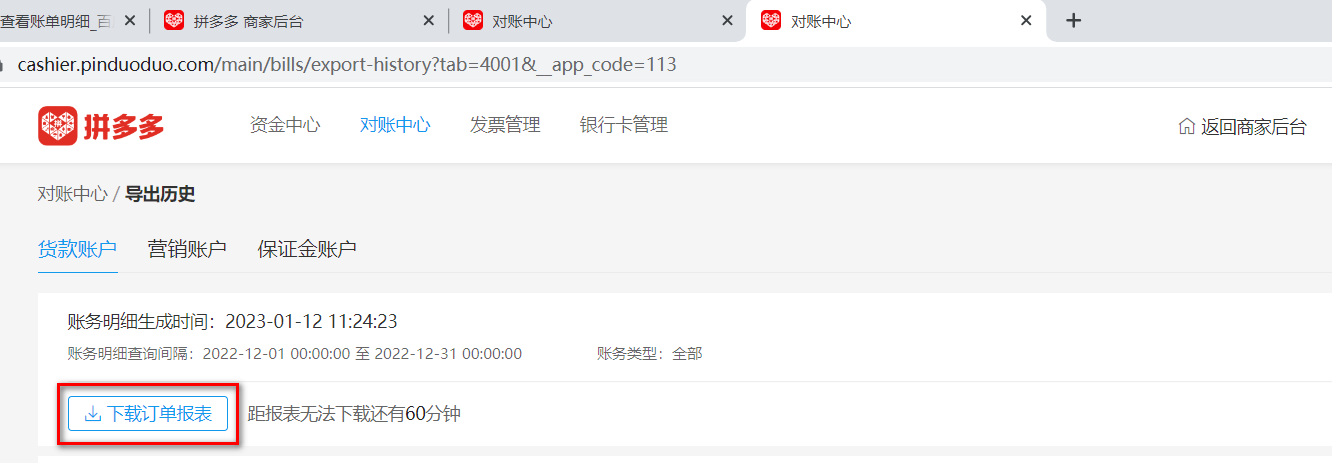 查看账单明细_百
拼多多 商家后台
对账中心
对账中心
cashier.pinduoduo.com/main/bills/export-history?tab=4001&__app_code=113
拼多多
资金中心 对账中心 发票管理 银行卡管理
返回商家后台
对账中心 / 导出历史
货款账户 营销账户 保证金账户
账务明细生成时间：2023-01-12 11:24:23
账务明细查询间隔：2022-12-01 00:00:00 至 2022-12-31 00:00:00 账务类型：全部
下载订单报表 距报表无法下载还有60分钟